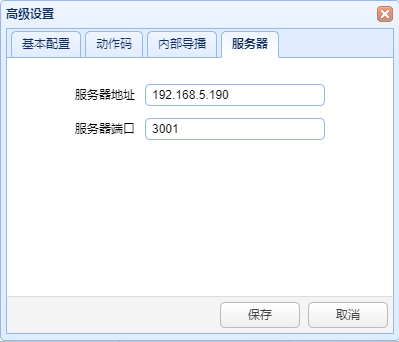 高级设置
基本配置 动作码 内部导播 服务器
服务器地址 192.168.5.190
服务器端口 3001
保存 取消